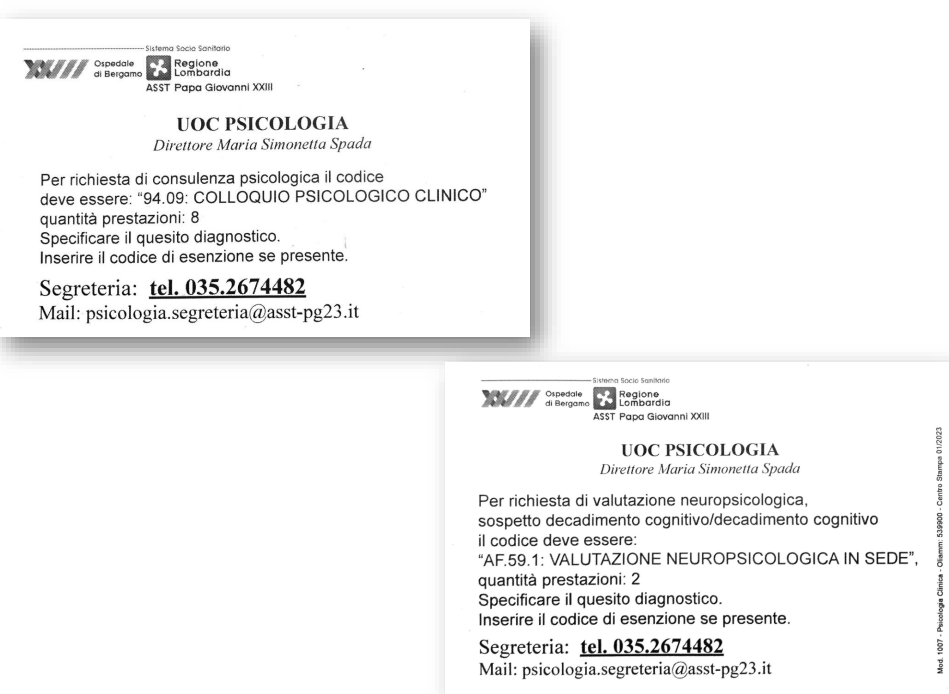 Sistema Socio Sanitario
XXIII
Ospedale
di Bergamo
Regione
Lombardia
ASST Papa Giovanni XXIII
UOC PSICOLOGIA
Direttore Maria Simonetta Spada
Per richiesta di consulenza psicologica il codice
deve essere: “94.09: COLLOQUIO PSICOLOGICO CLINICO”
quantità prestazioni: 8
Specificare il quesito diagnostico.
Inserire il codice di esenzione se presente.
Segreteria: tel. 035.2674482
Mail: psicologia.segreteria@asst-pg23.it
Sistema Socio Sanitario
XXIII
Ospedale
di Bergamo
Regione
Lombardia
ASST Papa Giovanni XXIII
UOC PSICOLOGIA
Direttore Maria Simonetta Spada
Per richiesta di valutazione neuropsicologica,
sospetto decadimento cognitivo/decadimento cognitivo
il codice deve essere:
“AF.59.1: VALUTAZIONE NEUROPSICOLOGICA IN SEDE”,
quantità prestazioni: 2
Specificare il quesito diagnostico.
Inserire il codice di esenzione se presente.
Segreteria: tel. 035.2674482
Mail: psicologia.segreteria@asst-pg23.it
Mod. 1007 - Psicologia Clinica - Oliamm: 539900 - Centro Stampa 01/2023